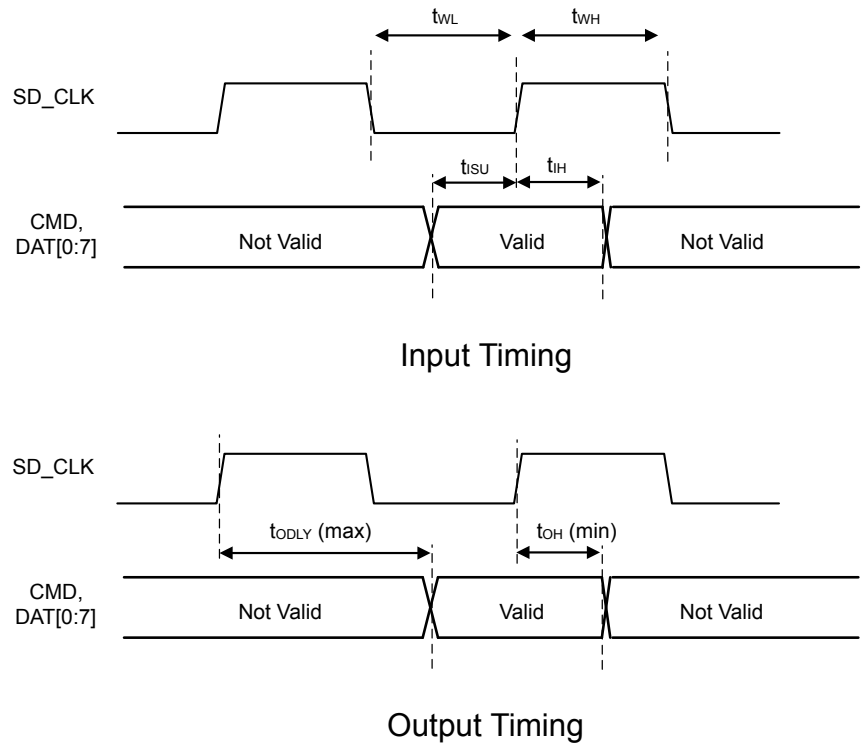 tWL tWH
SD_CLK
tISU tIH
CMD,
DAT[0:7]
Not Valid Valid Not Valid
Input Timing
SD_CLK
tODLY (max) tOH (min)
CMD,
DAT[0:7]
Not Valid Valid Not Valid
Output Timing